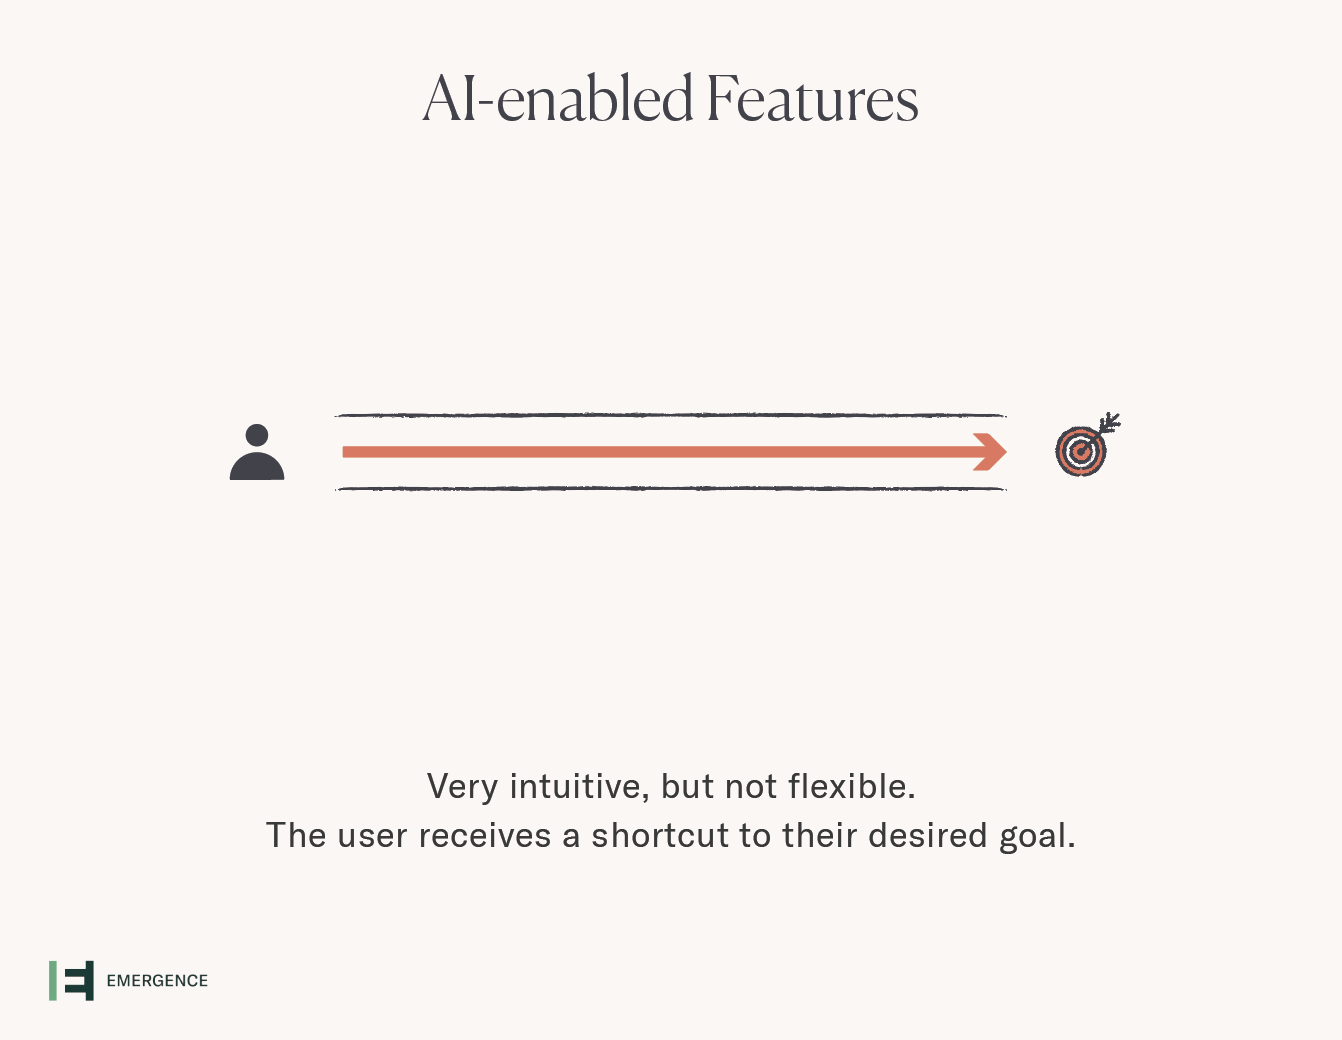 AI-enabled Features
Very intuitive, but not flexible.
The user receives a shortcut to their desired goal.
EMERGENCE